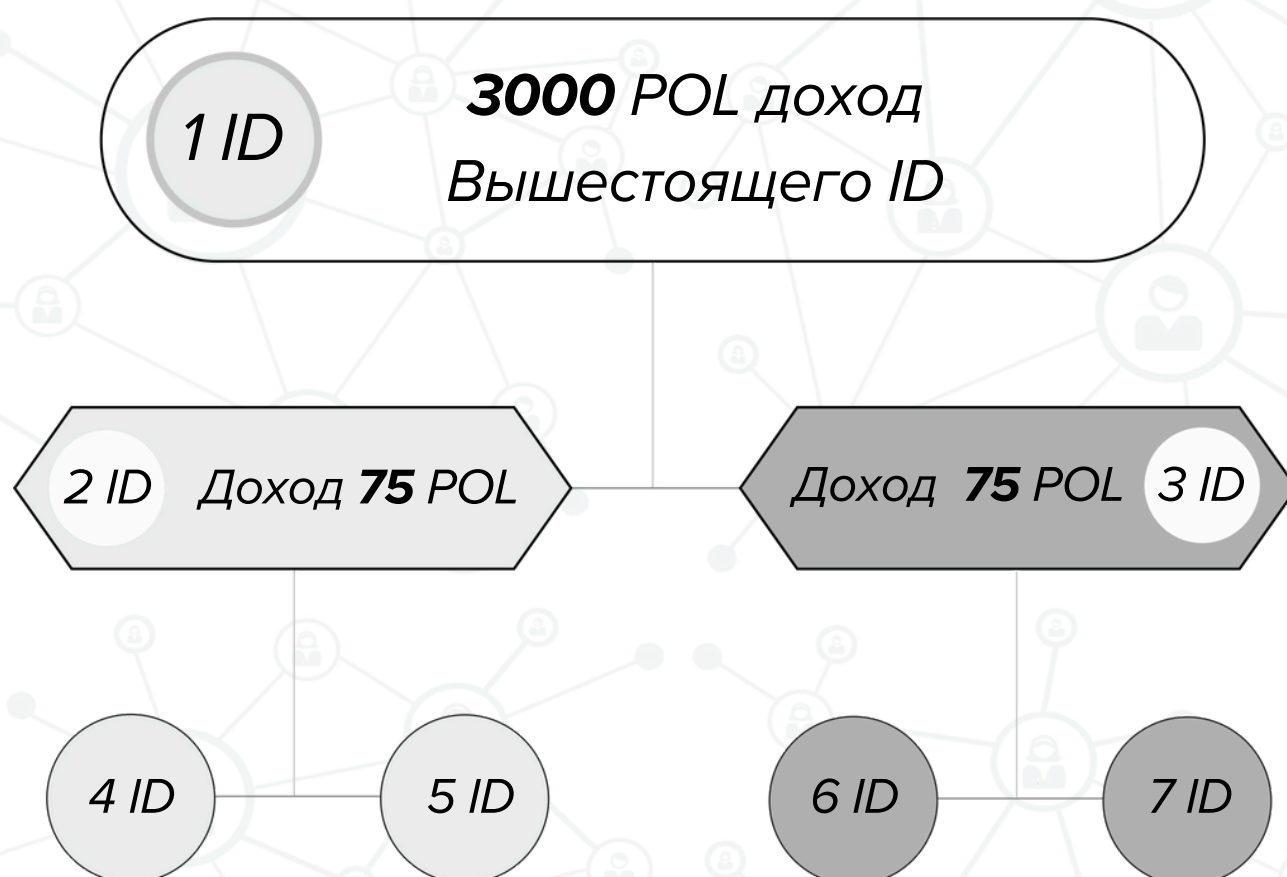 1 ID
3000 POL доход
Вышестоящего ID
2 ID Доход 75 POL
Доход 75 POL 3 ID
4 ID
5 ID
6 ID
7 ID